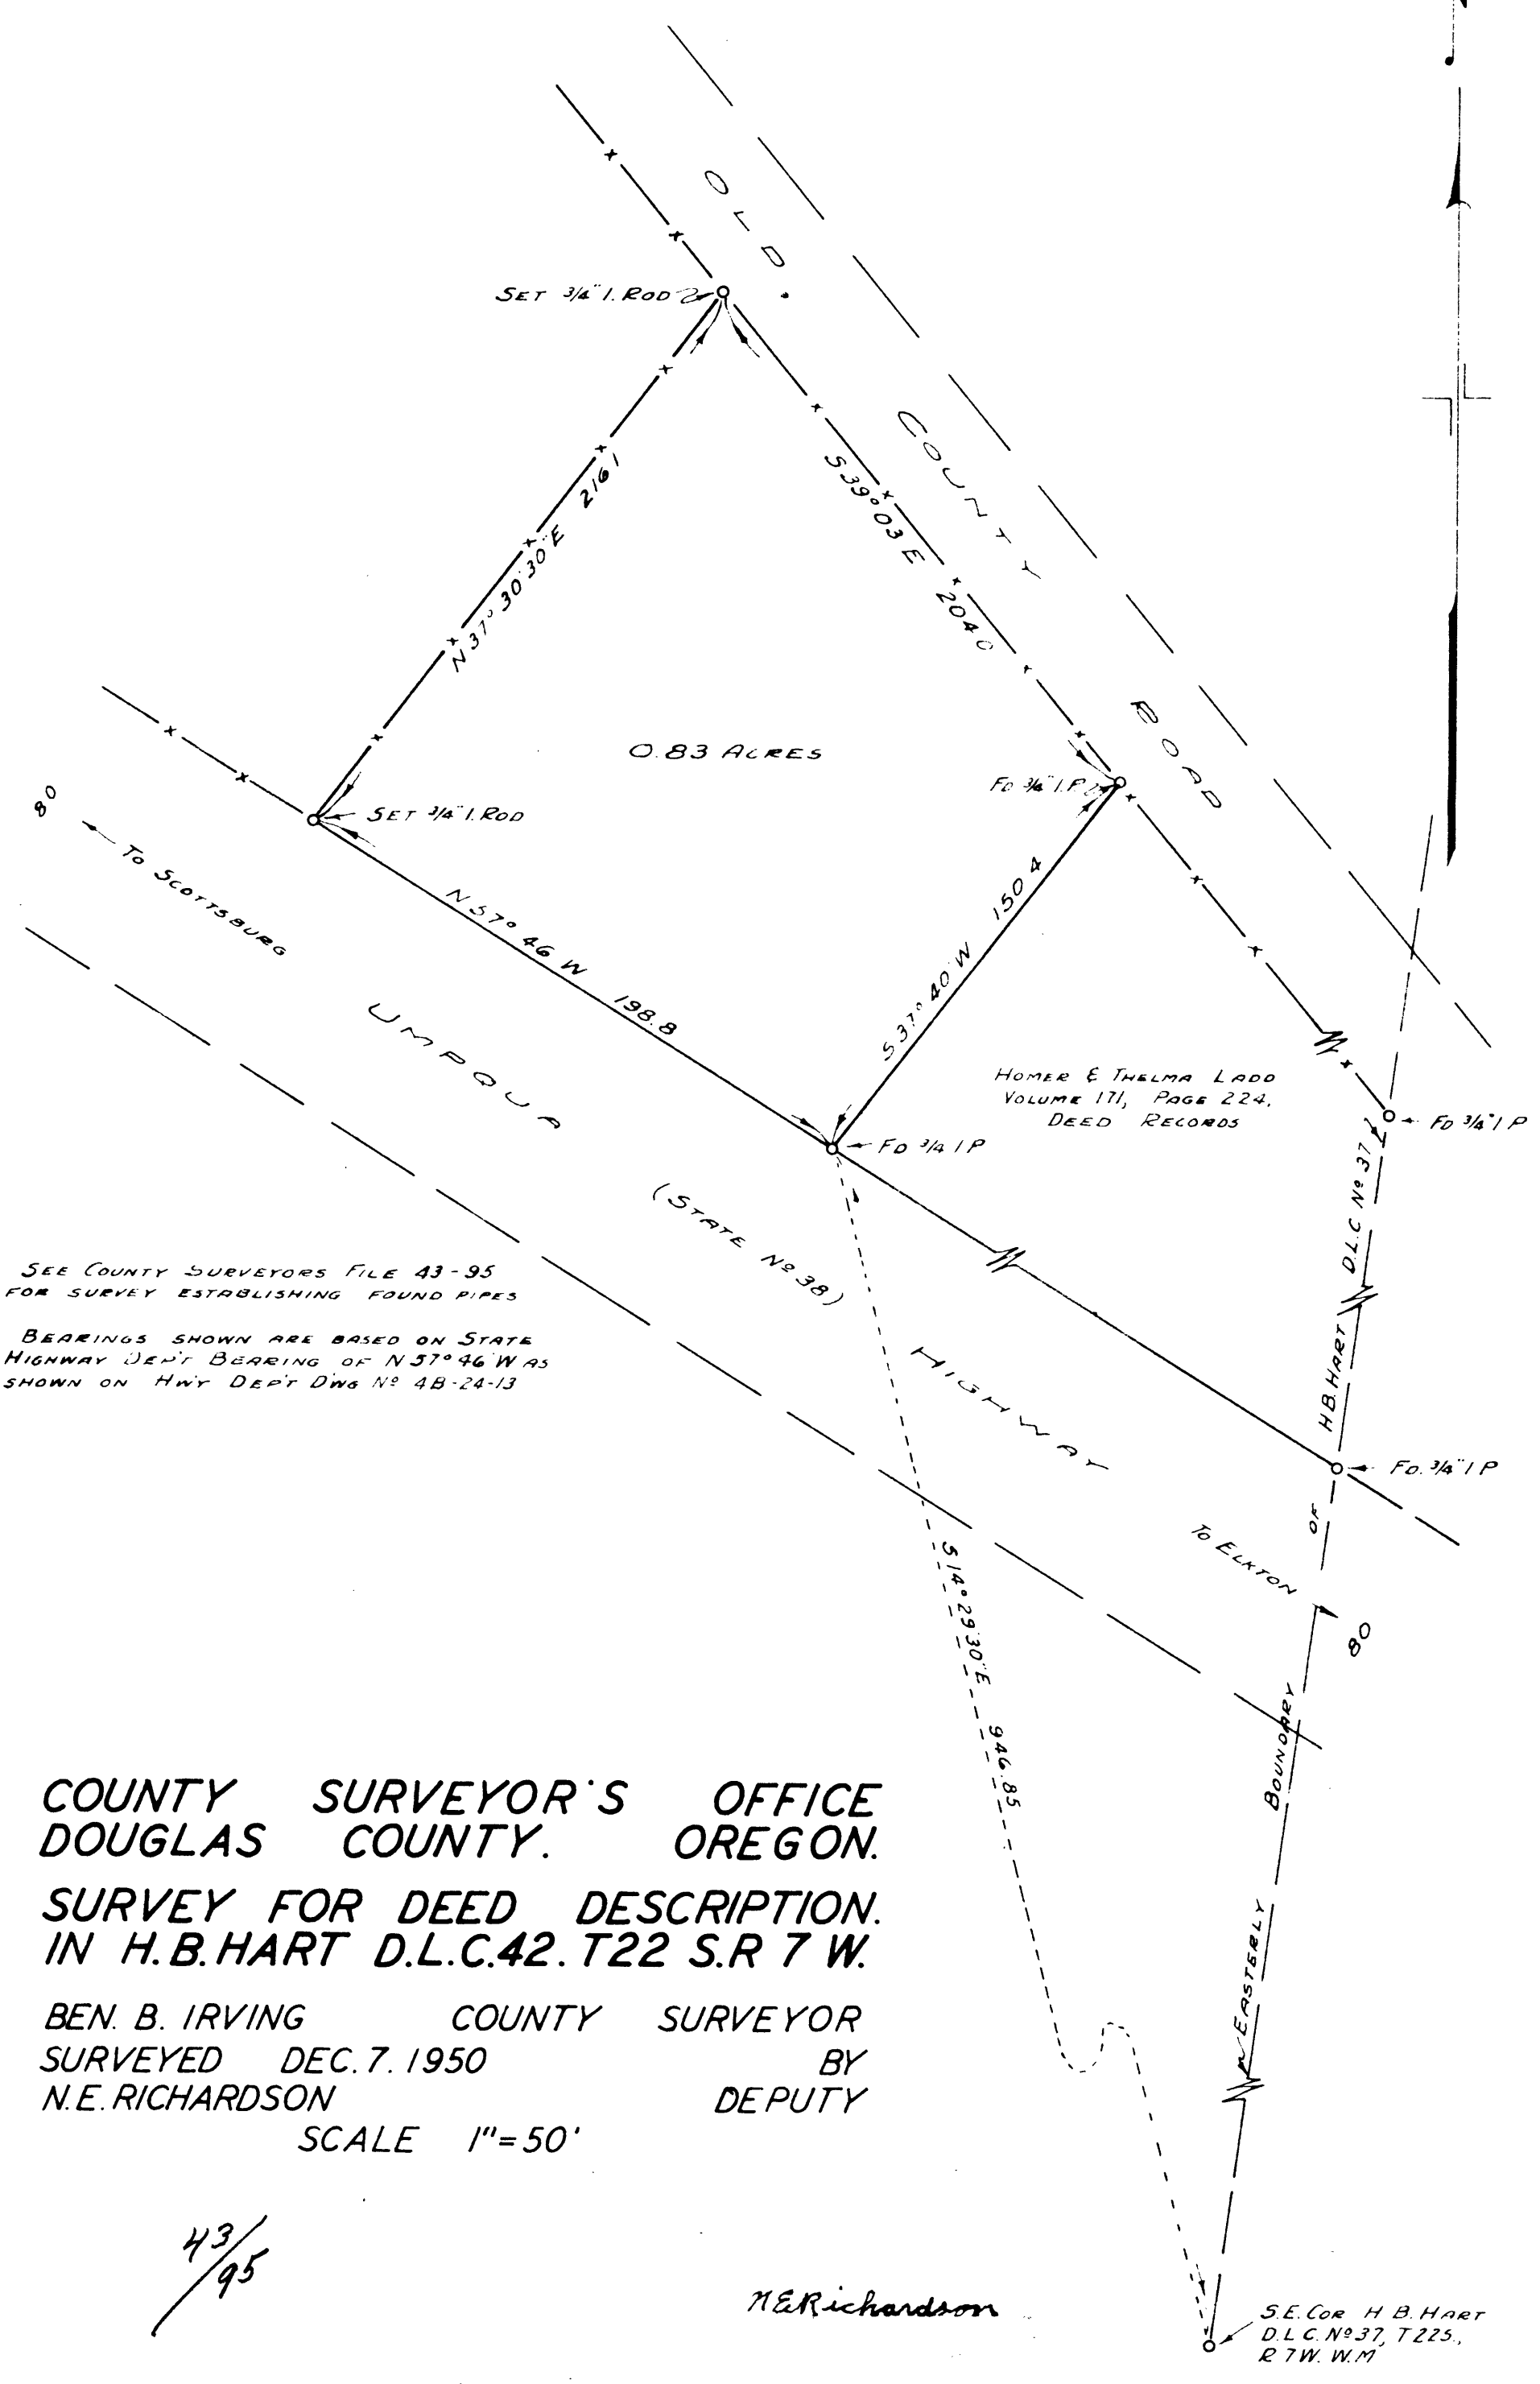 OLD
COUNTY
ROAD
SET 3/4" I. ROD
N 37° 30' 30" E 216 1
S 39° 03' E 204 0
0.83 ACRES
FD 3/4" I.P.
SET 3/4" I. ROD
80
TO SCOTTSBURG
N 57° 46' W 198.8
S 37° 40' W 150 4
UMPQUA
(STATE Nº 38)
HIGHWAY
HOMER & THELMA LADD
VOLUME 171, PAGE 224,
DEED RECORDS
FD 3/4" I P
FD 3/4 I P
SEE COUNTY SURVEYORS FILE 43-95
FOR SURVEY ESTABLISHING FOUND PIPES
BEARINGS SHOWN ARE BASED ON STATE
HIGHWAY DEP'T BEARING OF N 57° 46' W AS
SHOWN ON HW'Y DEP'T DWG Nº 4B-24-13
FD. 3/4" I P
TO ELKTON
80
S 14° 29' 30" E 946.85
EASTERLY BOUNDARY OF H.B. HART D.L.C Nº 37
COUNTY SURVEYOR'S OFFICE
DOUGLAS COUNTY. OREGON.
SURVEY FOR DEED DESCRIPTION.
IN H.B. HART D.L.C. 42. T22 S.R 7 W.
BEN. B. IRVING COUNTY SURVEYOR
SURVEYED DEC. 7. 1950 BY
N.E. RICHARDSON DEPUTY
SCALE 1"=50'
43/95
N E Richardson
S.E. COR H B. HART
D.L C. Nº 37, T 22S.,
R 7W. W.M